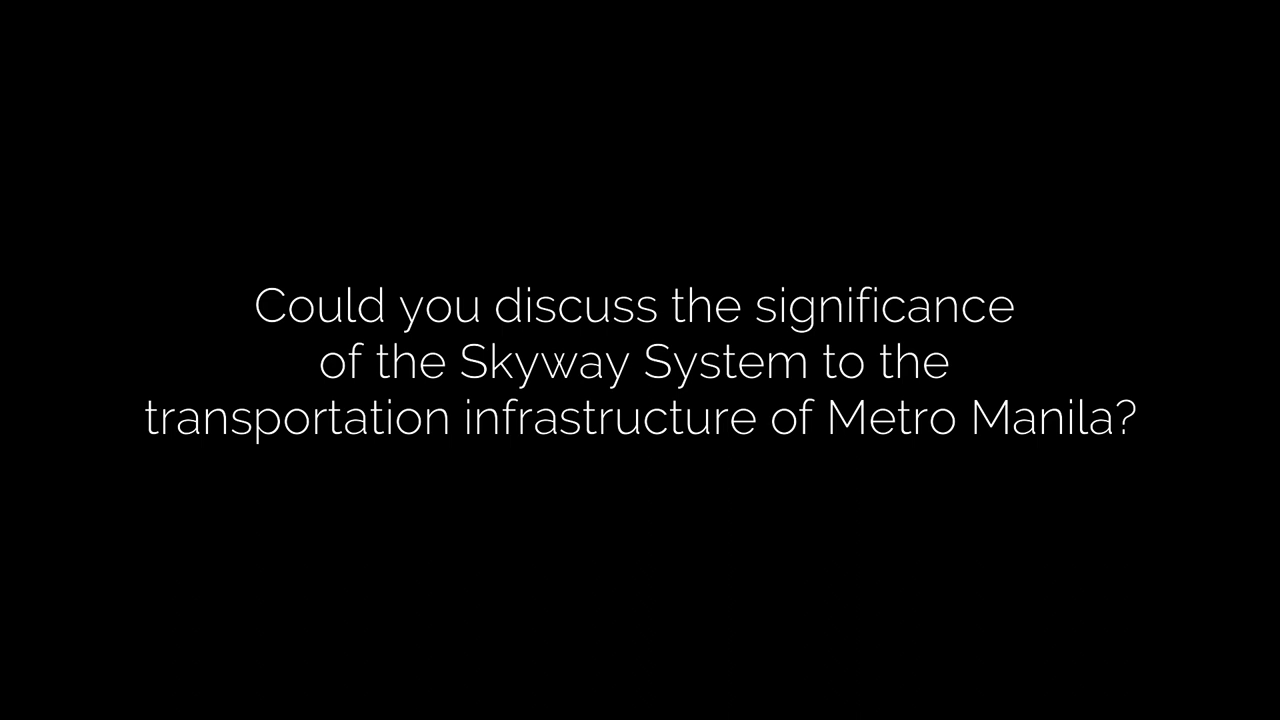 Could you discuss the significance
of the Skyway System to the
transportation infrastructure of Metro Manila?